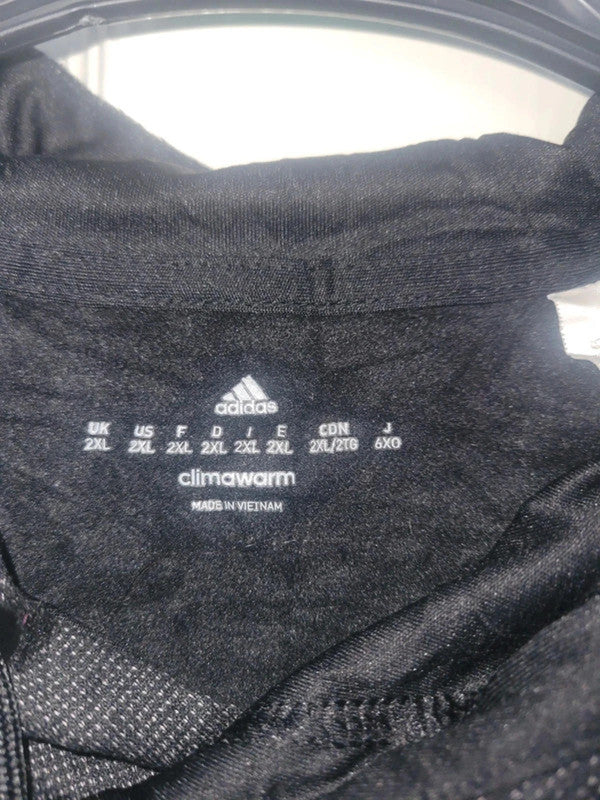 adidas
UK US F D I E CDN J
2XL 2XL 2XL 2XL 2XL 2XL 2XL/2TG 6XO
climawarm
MADE IN VIETNAM